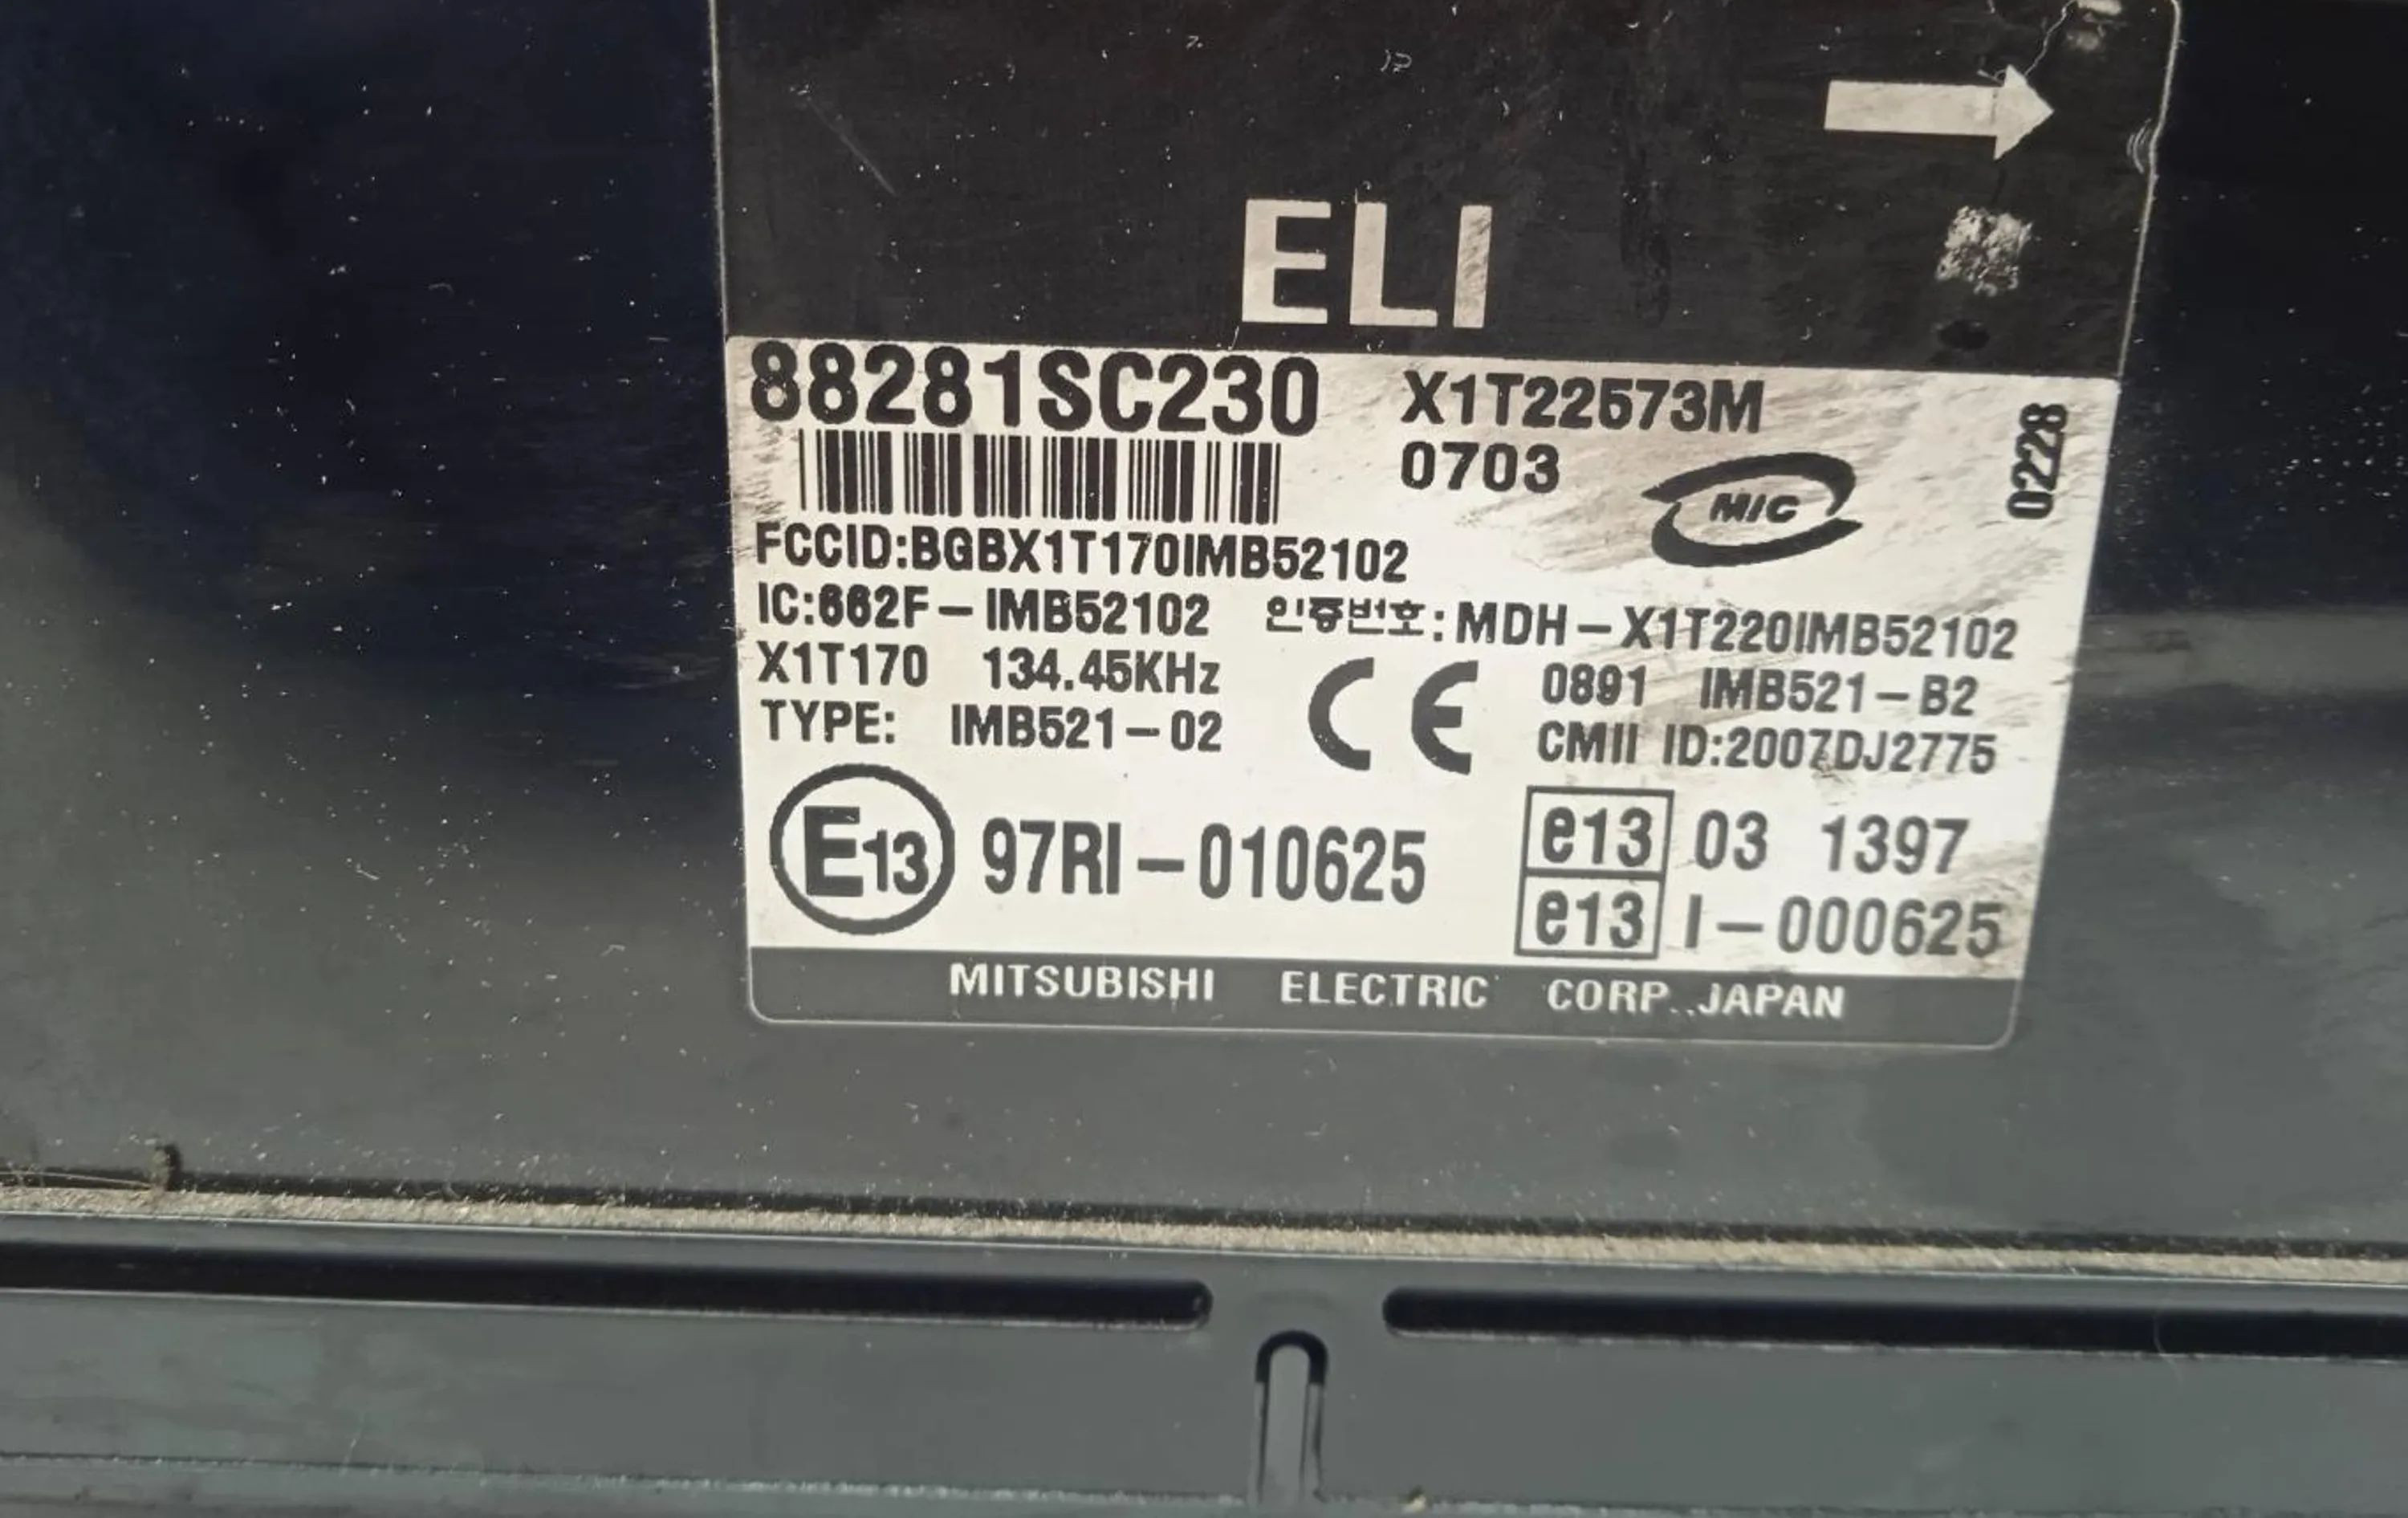 ELI
88281SC230 X1T22573M
0703
MIC
0228
FCCID:BGBX1T170IMB52102
IC:662F-IMB52102 인증번호:MDH-X1T220IMB52102
X1T170 134.45KHz CE 0891 IMB521-B2
TYPE: IMB521-02 CMII ID:2007DJ2775
E13 97RI-010625 e13 03 1397
e13 I-000625
MITSUBISHI ELECTRIC CORP. JAPAN